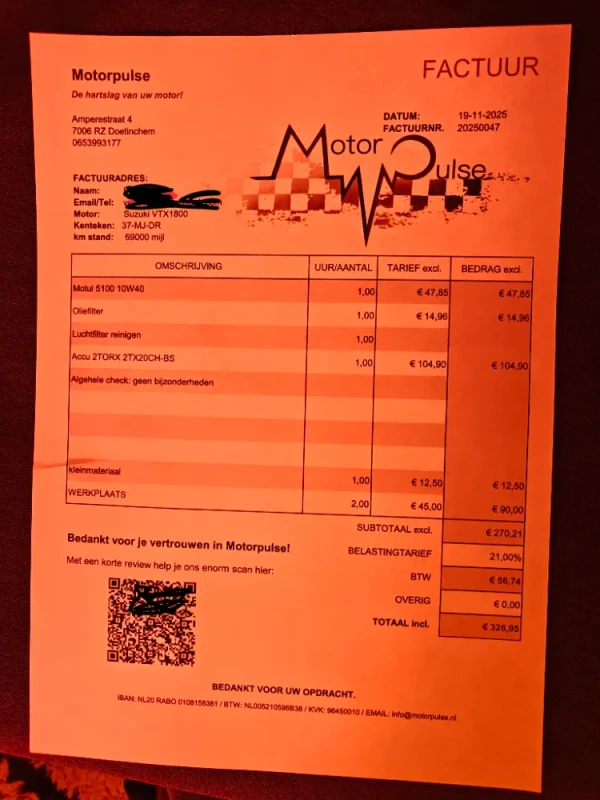 Motorpulse
FACTUUR
De hartslag van uw motor!
Amperestraat 4
7006 RZ Doetinchem
0653993177
DATUM: 19-11-2025
FACTUURNR. 20250047
Motor Pulse
FACTUURADRES:
Naam:
Email/Tel:
Motor: Suzuki VTX1800
Kenteken: 37-MJ-DR
km stand: 69000 mijl
OMSCHRIJVING UUR/AANTAL TARIEF excl. BEDRAG excl.
Motul 5100 10W40 1,00 € 47,85 € 47,85
Oliefilter 1,00 € 14,96 € 14,96
Luchtfilter reinigen 1,00
Accu 2TORX 2TX20CH-BS 1,00 € 104,90 € 104,90
Algehele check: geen bijzonderheden
kleinmateriaal 1,00 € 12,50 € 12,50
WERKPLAATS 2,00 € 45,00 € 90,00
SUBTOTAAL excl. € 270,21
BELASTINGTARIEF 21,00%
BTW € 56,74
OVERIG € 0,00
TOTAAL incl. € 326,95
Bedankt voor je vertrouwen in Motorpulse!
Met een korte review help je ons enorm scan hier:
BEDANKT VOOR UW OPDRACHT.
IBAN: NL20 RABO 0108156381 / BTW: NL005210596B38 / KVK: 96450010 / EMAIL: info@motorpulse.nl